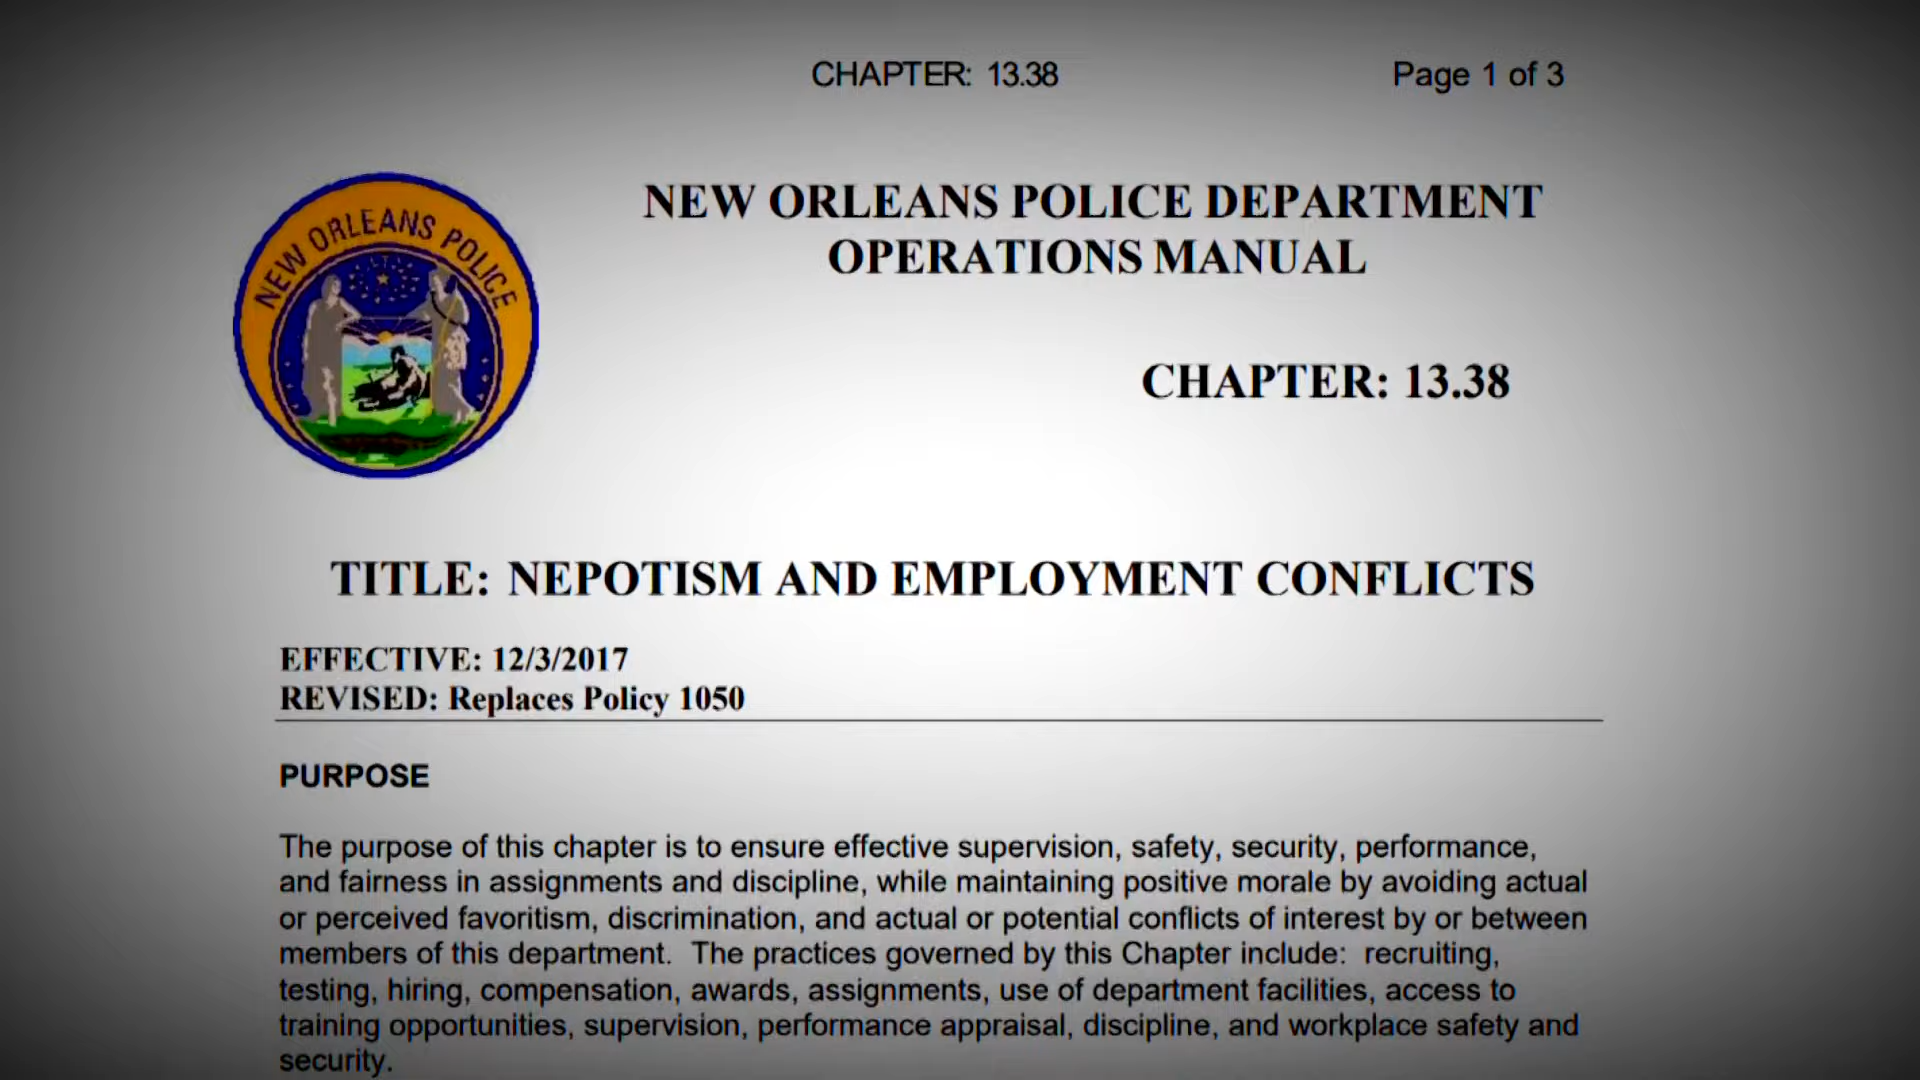 CHAPTER: 13.38
Page 1 of 3
NEW ORLEANS POLICE
NEW ORLEANS POLICE DEPARTMENT
OPERATIONS MANUAL
CHAPTER: 13.38
TITLE: NEPOTISM AND EMPLOYMENT CONFLICTS
EFFECTIVE: 12/3/2017
REVISED: Replaces Policy 1050
PURPOSE
The purpose of this chapter is to ensure effective supervision, safety, security, performance,
and fairness in assignments and discipline, while maintaining positive morale by avoiding actual
or perceived favoritism, discrimination, and actual or potential conflicts of interest by or between
members of this department.  The practices governed by this Chapter include:  recruiting,
testing, hiring, compensation, awards, assignments, use of department facilities, access to
training opportunities, supervision, performance appraisal, discipline, and workplace safety and
security.